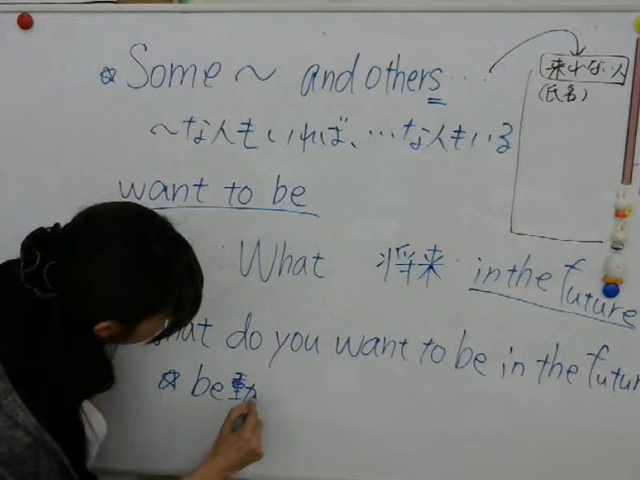 ☆Some ～ and others …
来れない人
(氏名)
～な人もいれば、…な人もいる
want to be
What 将来 in the future
do you want to be in the futur
☆be動